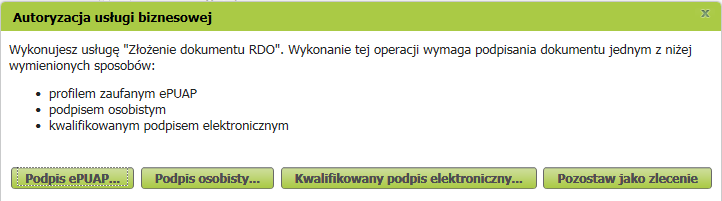 Autoryzacja usługi biznesowej x
Wykonujesz usługę "Złożenie dokumentu RDO". Wykonanie tej operacji wymaga podpisania dokumentu jednym z niżej
wymienionych sposobów:
• profilem zaufanym ePUAP
• podpisem osobistym
• kwalifikowanym podpisem elektronicznym
Podpis ePUAP... Podpis osobisty... Kwalifikowany podpis elektroniczny... Pozostaw jako zlecenie